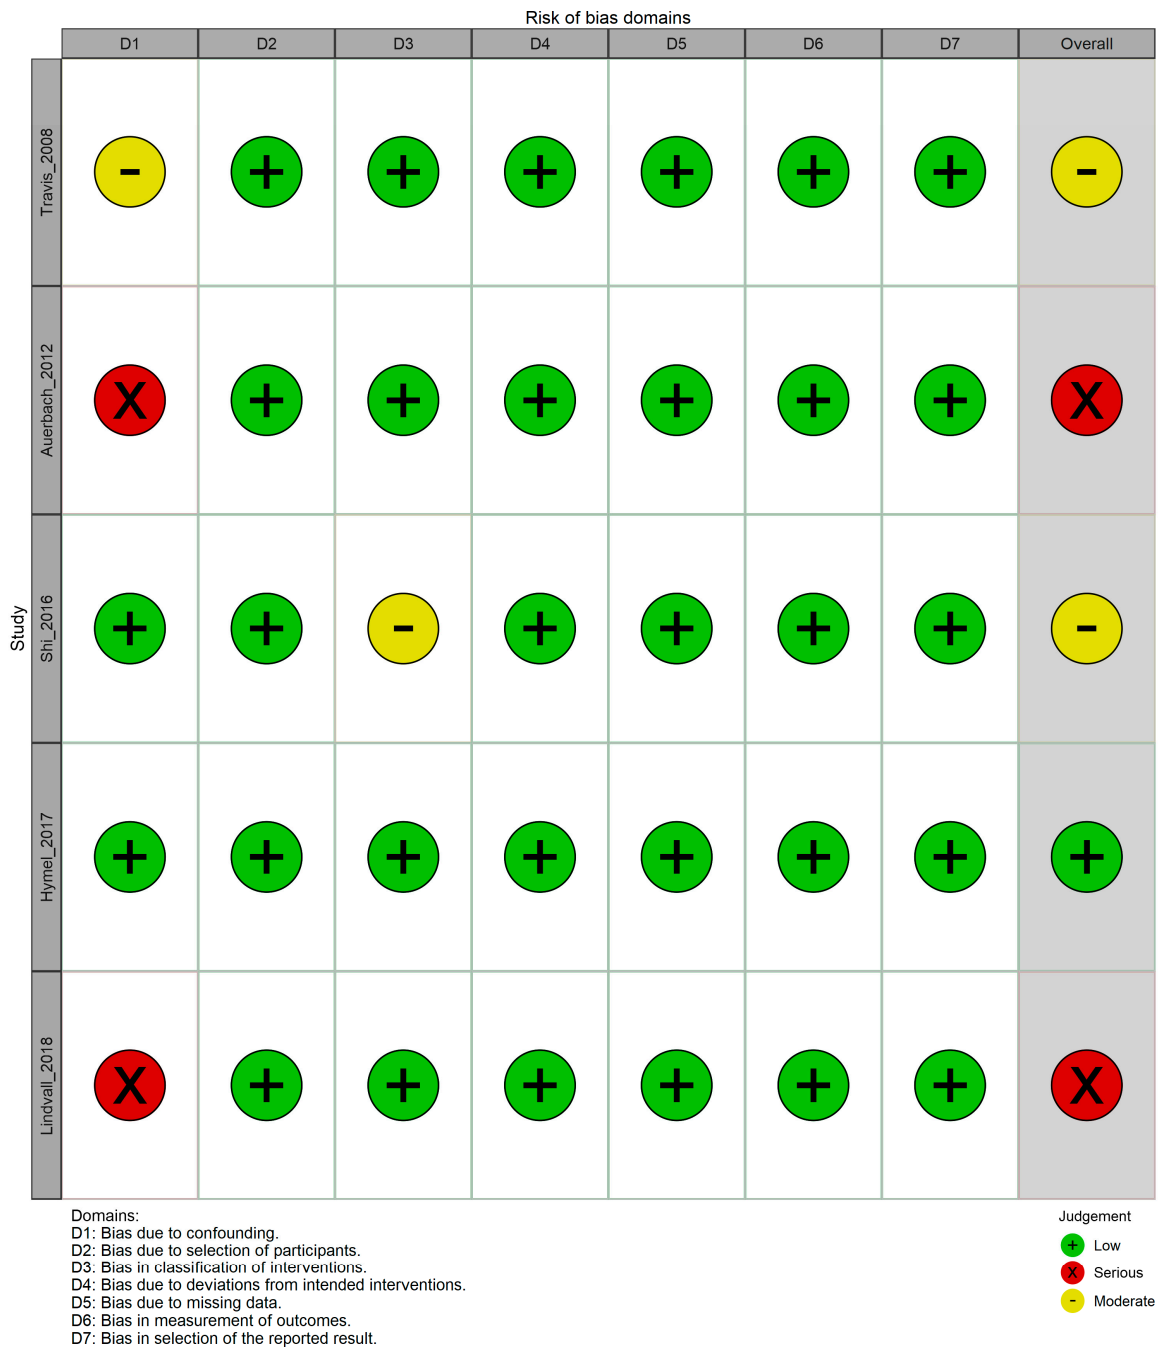 Risk of bias domains
D1 D2 D3 D4 D5 D6 D7 Overall
Study
Travis_2008
- + + + + + + -
Auerbach_2012
X + + + + + + X
Shi_2016
+ + - + + + + -
Hymel_2017
+ + + + + + + +
Lindvall_2018
X + + + + + + X
Domains:
D1: Bias due to confounding.
D2: Bias due to selection of participants.
D3: Bias in classification of interventions.
D4: Bias due to deviations from intended interventions.
D5: Bias due to missing data.
D6: Bias in measurement of outcomes.
D7: Bias in selection of the reported result.
Judgement
+ Low
X Serious
- Moderate